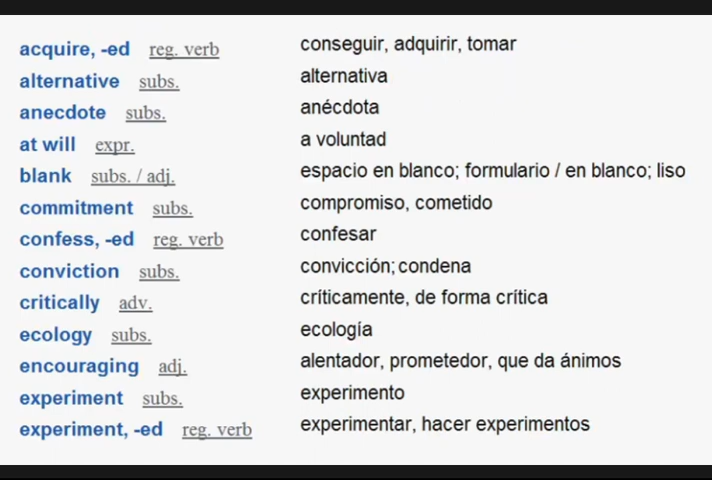 acquire, -ed reg. verb conseguir, adquirir, tomar
alternative subs. alternativa
anecdote subs. anécdota
at will expr. a voluntad
blank subs. / adj. espacio en blanco; formulario / en blanco; liso
commitment subs. compromiso, cometido
confess, -ed reg. verb confesar
conviction subs. convicción; condena
critically adv. críticamente, de forma crítica
ecology subs. ecología
encouraging adj. alentador, prometedor, que da ánimos
experiment subs. experimento
experiment, -ed reg. verb experimentar, hacer experimentos